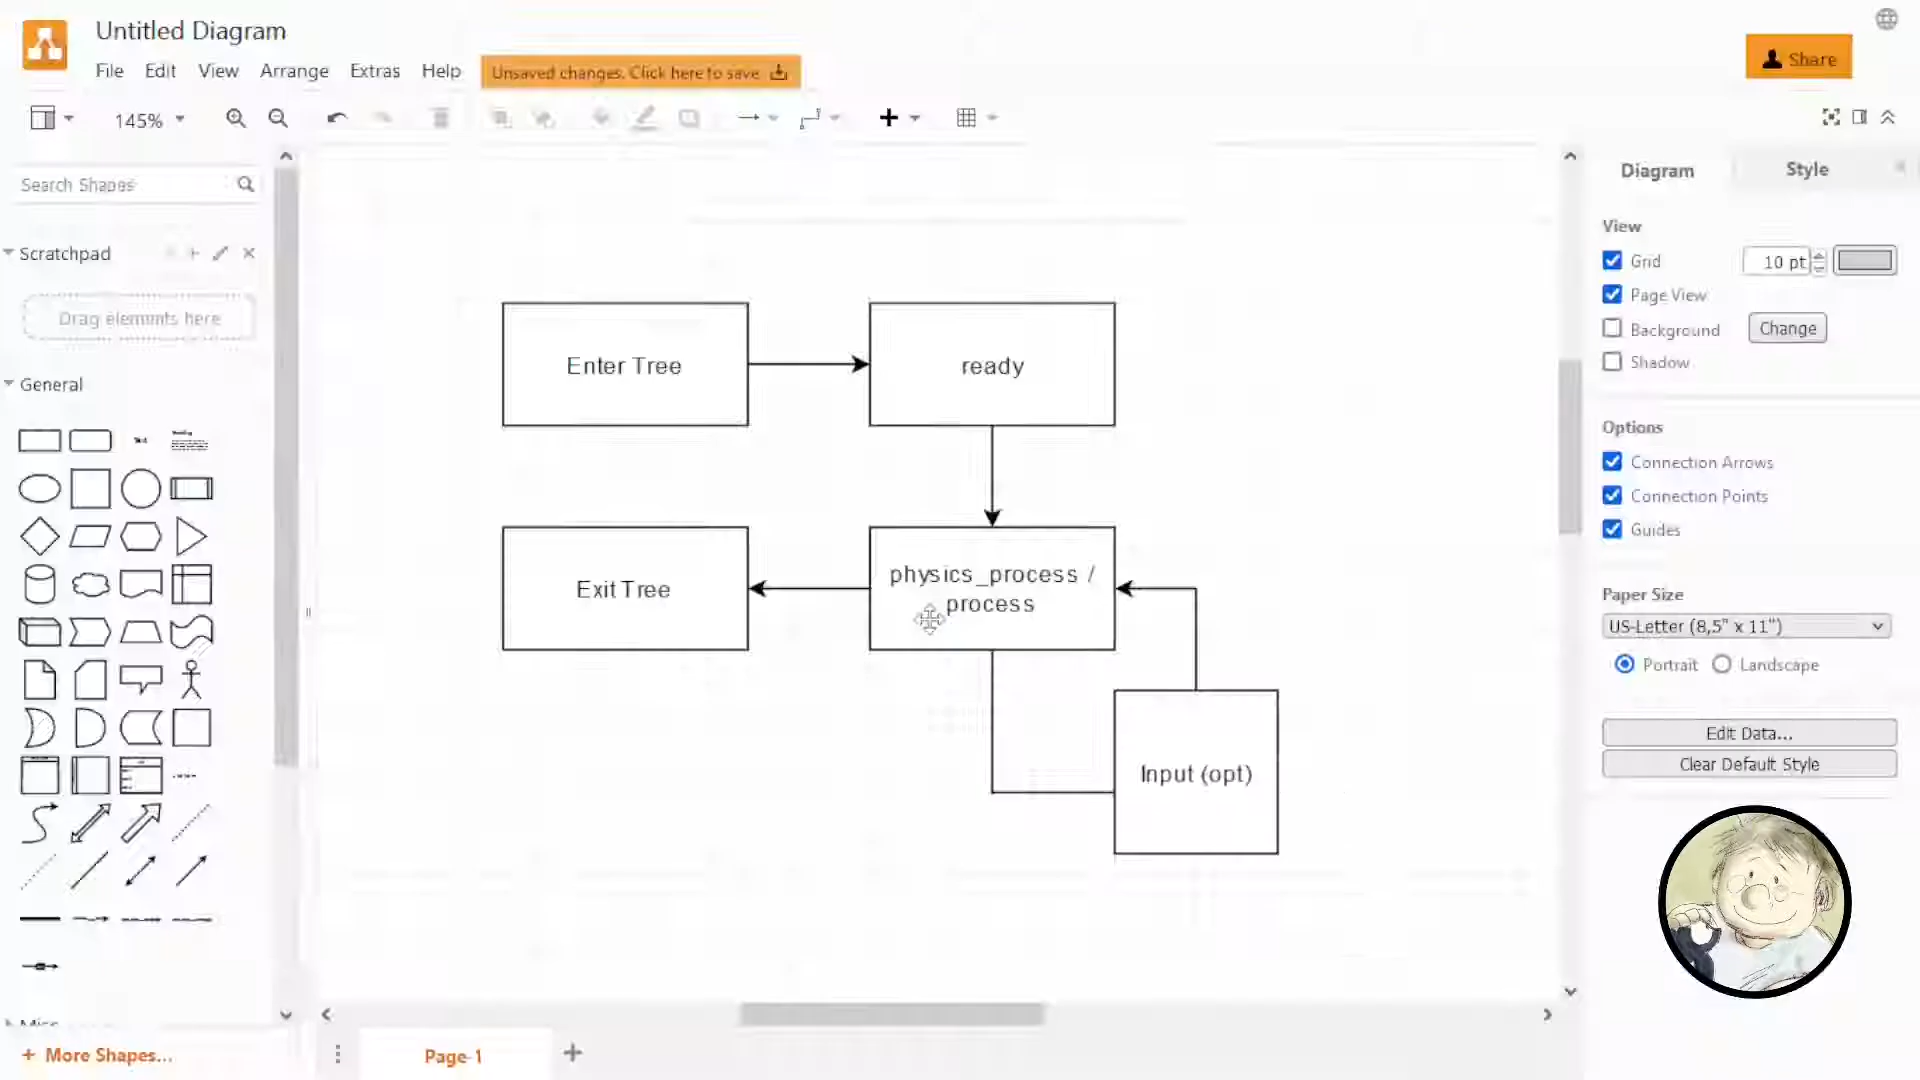 Untitled Diagram
File Edit View Arrange Extras Help
Unsaved changes. Click here to save
Share
145%
Search Shapes
Scratchpad
Drag elements here
General
Text
Heading
Misc
+ More Shapes...
Page-1
Enter Tree
ready
Exit Tree
physics_process /
process
Input (opt)
Diagram
Style
View
Grid
10 pt
Page View
Background
Change
Shadow
Options
Connection Arrows
Connection Points
Guides
Paper Size
US-Letter (8,5" x 11")
Portrait
Landscape
Edit Data...
Clear Default Style